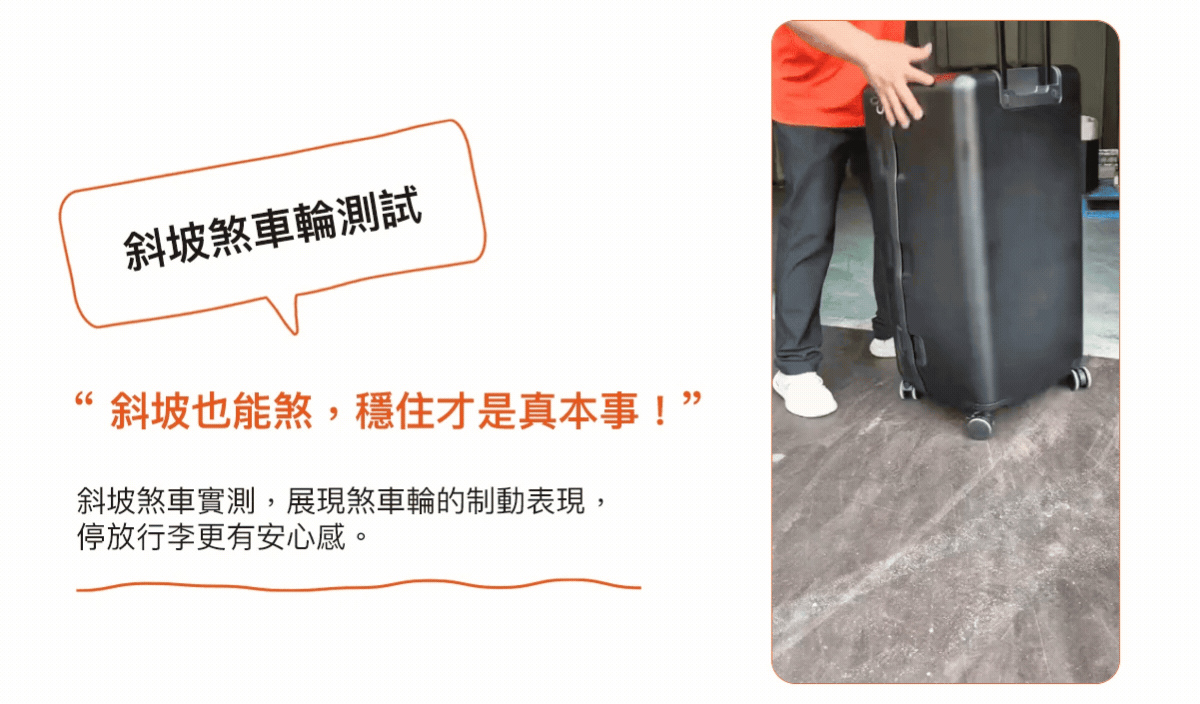 斜坡煞車輪測試
“ 斜坡也能煞，穩住才是真本事！”
斜坡煞車實測，展現煞車輪的制動表現，
停放行李更有安心感。